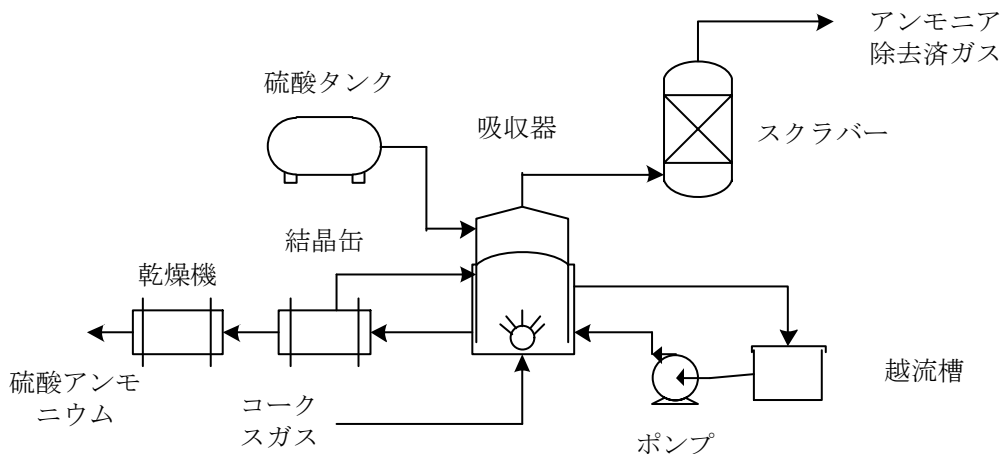 アンモニア
除去済ガス
硫酸タンク
吸収器
スクラバー
結晶缶
乾燥機
硫酸アンモ
ニウム
コーク
スガス
越流槽
ポンプ